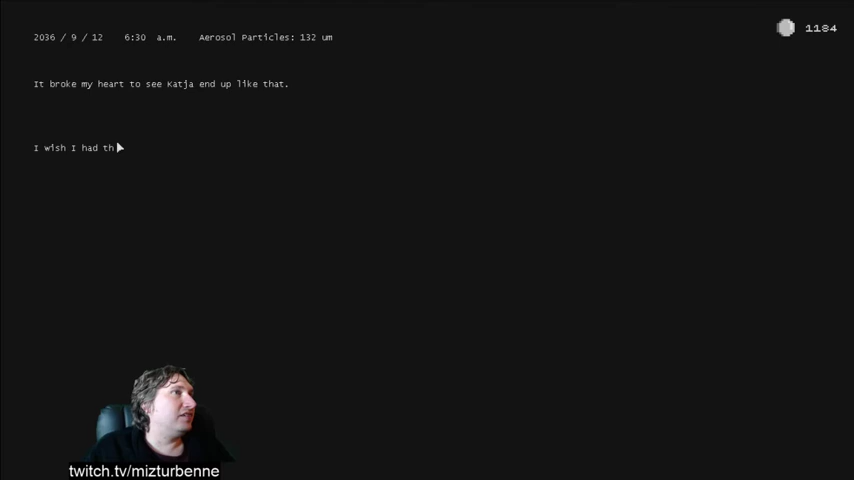 2036 / 9 / 12 6:30 a.m. Aerosol Particles: 132 um
1184
It broke my heart to see Katja end up like that.
I wish I had th
twitch.tv/mizturbenne